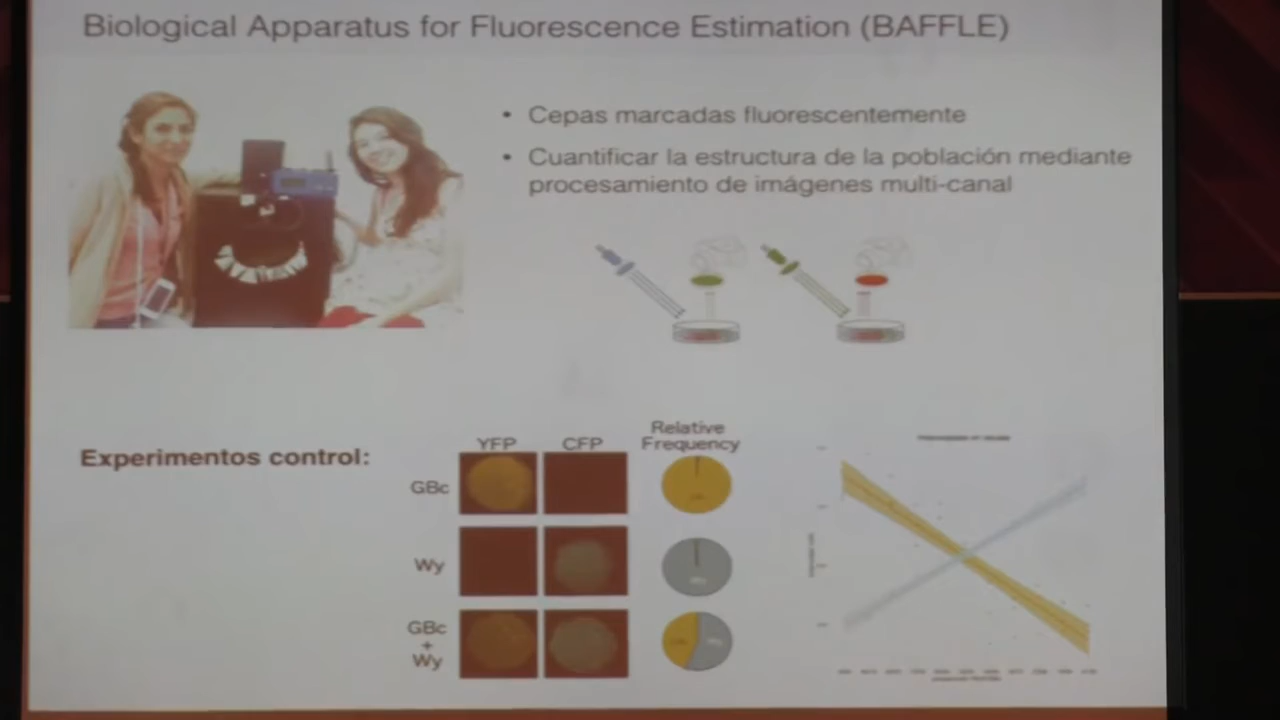 Biological Apparatus for Fluorescence Estimation (BAFFLE)
• Cepas marcadas fluorescentemente
• Cuantificar la estructura de la población mediante
procesamiento de imágenes multi-canal
Experimentos control:
YFP
CFP
Relative
Frequency
GBc
Wy
GBc
+
Wy